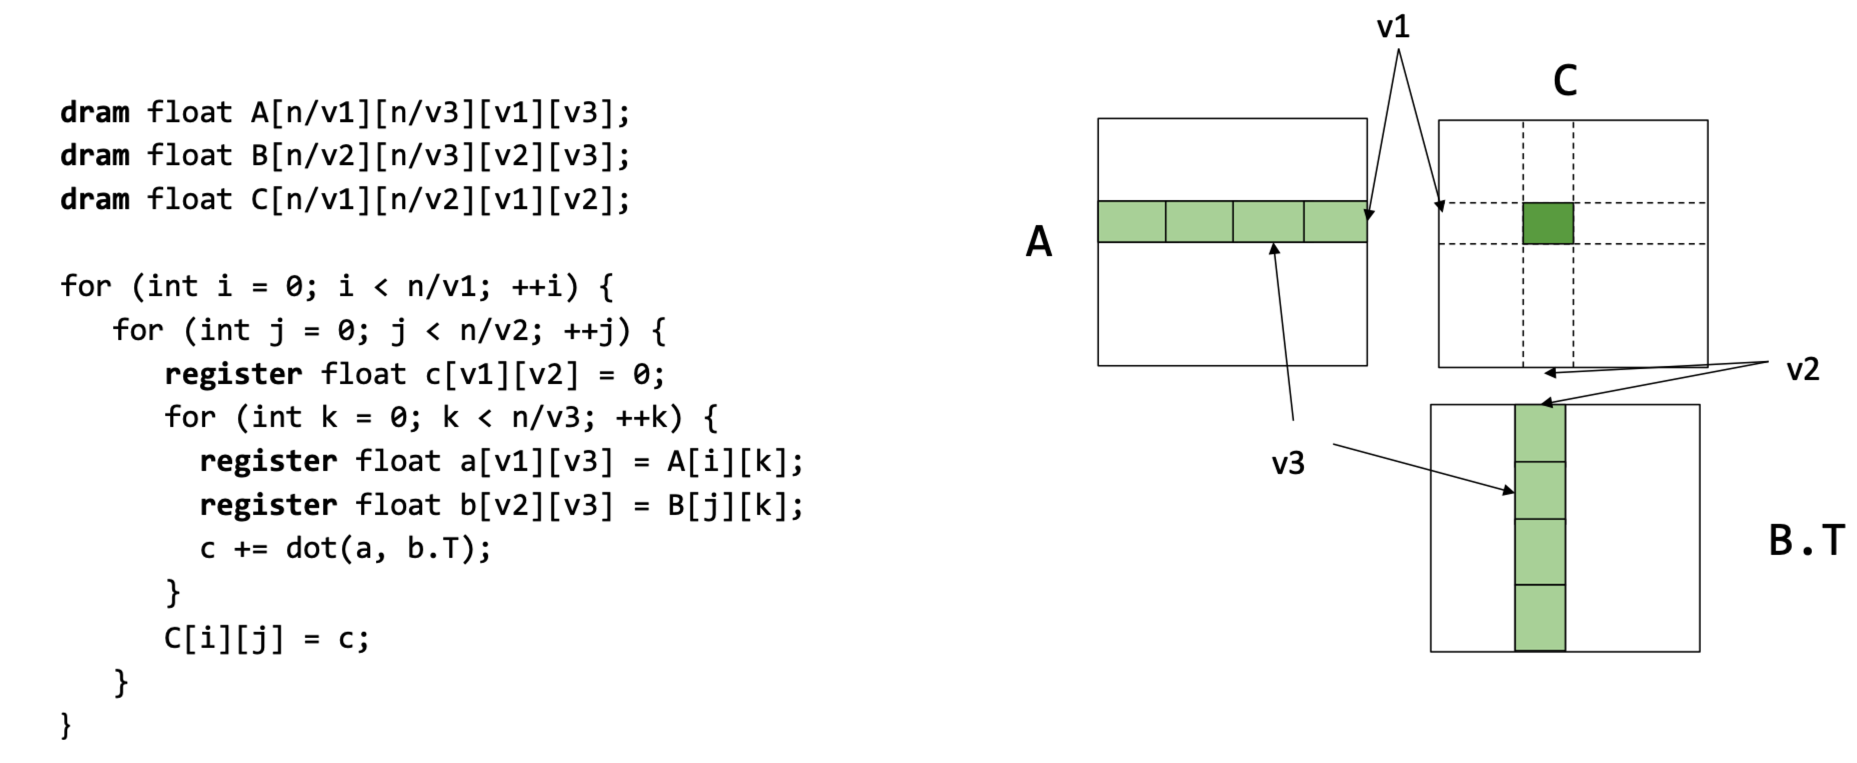 dram float A[n/v1][n/v3][v1][v3];
dram float B[n/v2][n/v3][v2][v3];
dram float C[n/v1][n/v2][v1][v2];
for (int i = 0; i < n/v1; ++i) {
for (int j = 0; j < n/v2; ++j) {
register float c[v1][v2] = 0;
for (int k = 0; k < n/v3; ++k) {
register float a[v1][v3] = A[i][k];
register float b[v2][v3] = B[j][k];
c += dot(a, b.T);
}
C[i][j] = c;
}
}
v1
C
A
v2
v3
B.T